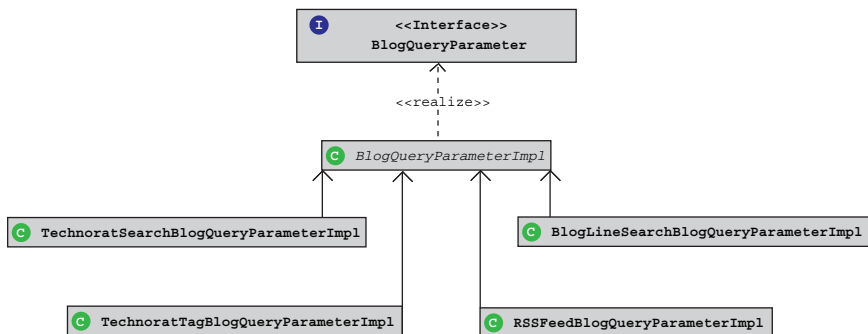 I
<<Interface>>
BlogQueryParameter
<<realize>>
C BlogQueryParameterImpl
C TechnoratSearchBlogQueryParameterImpl
C BlogLineSearchBlogQueryParameterImpl
C TechnoratTagBlogQueryParameterImpl
C RSSFeedBlogQueryParameterImpl